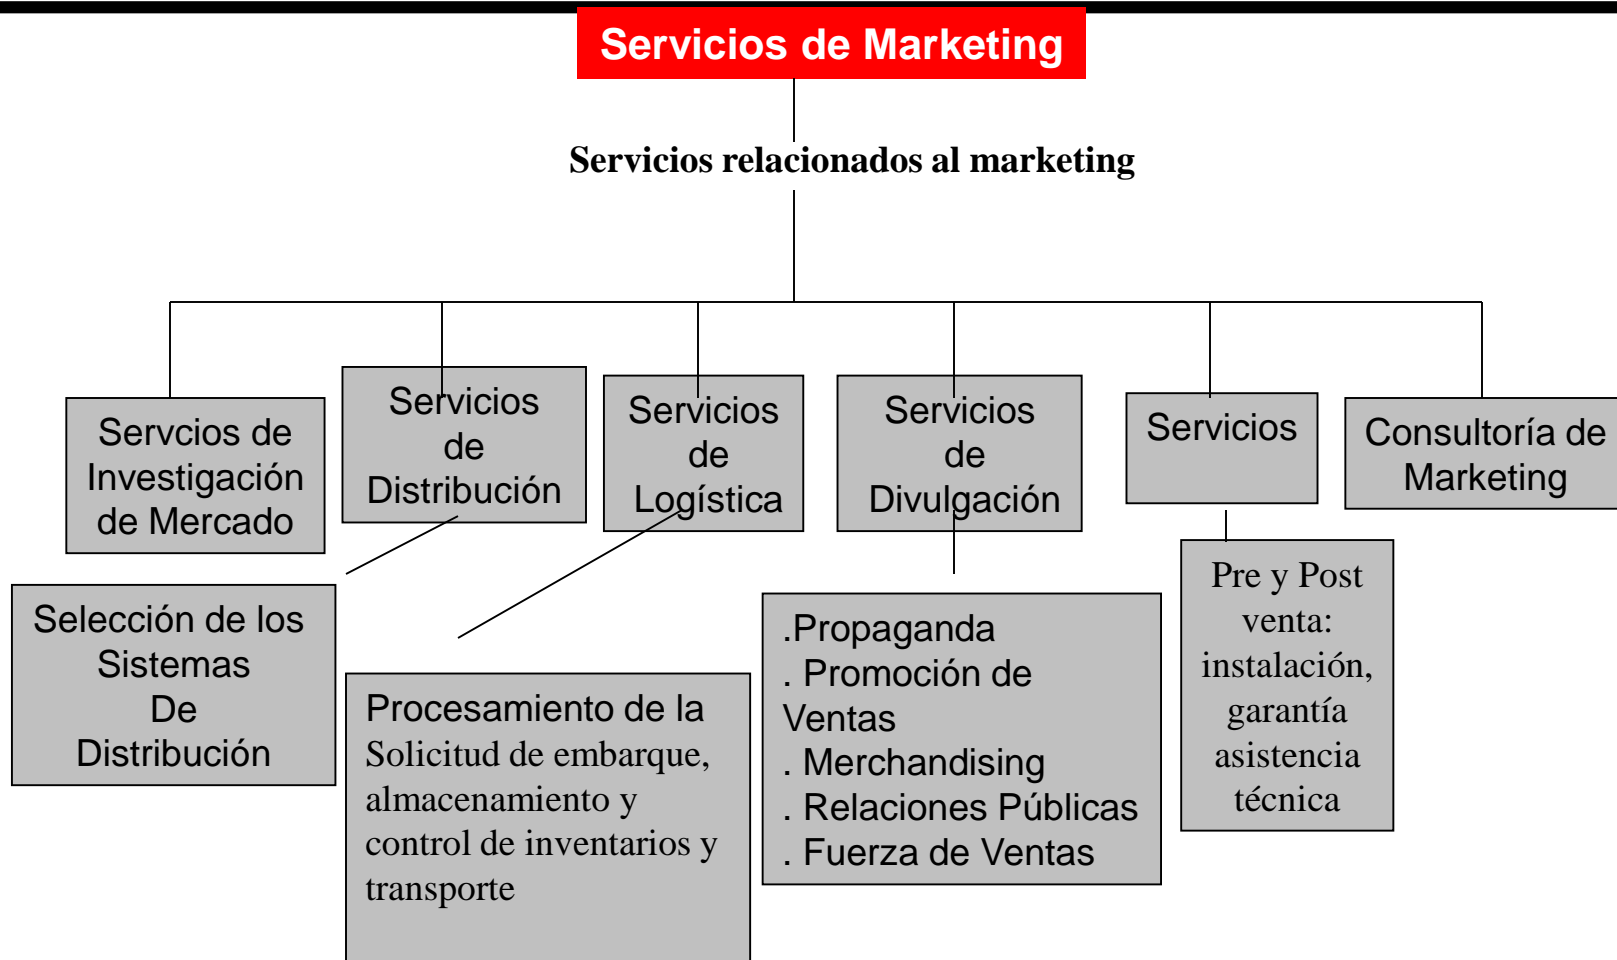 Servicios de Marketing
Servicios relacionados al marketing
Servcios de
Investigación
de Mercado
Servicios
de
Distribución
Servicios
de
Logística
Servicios
de
Divulgación
Servicios
Consultoría de
Marketing
Selección de los
Sistemas
De
Distribución
Procesamiento de la
Solicitud de embarque,
almacenamiento y
control de inventarios y
transporte
.Propaganda
. Promoción de
Ventas
. Merchandising
. Relaciones Públicas
. Fuerza de Ventas
Pre y Post
venta:
instalación,
garantía
asistencia
técnica